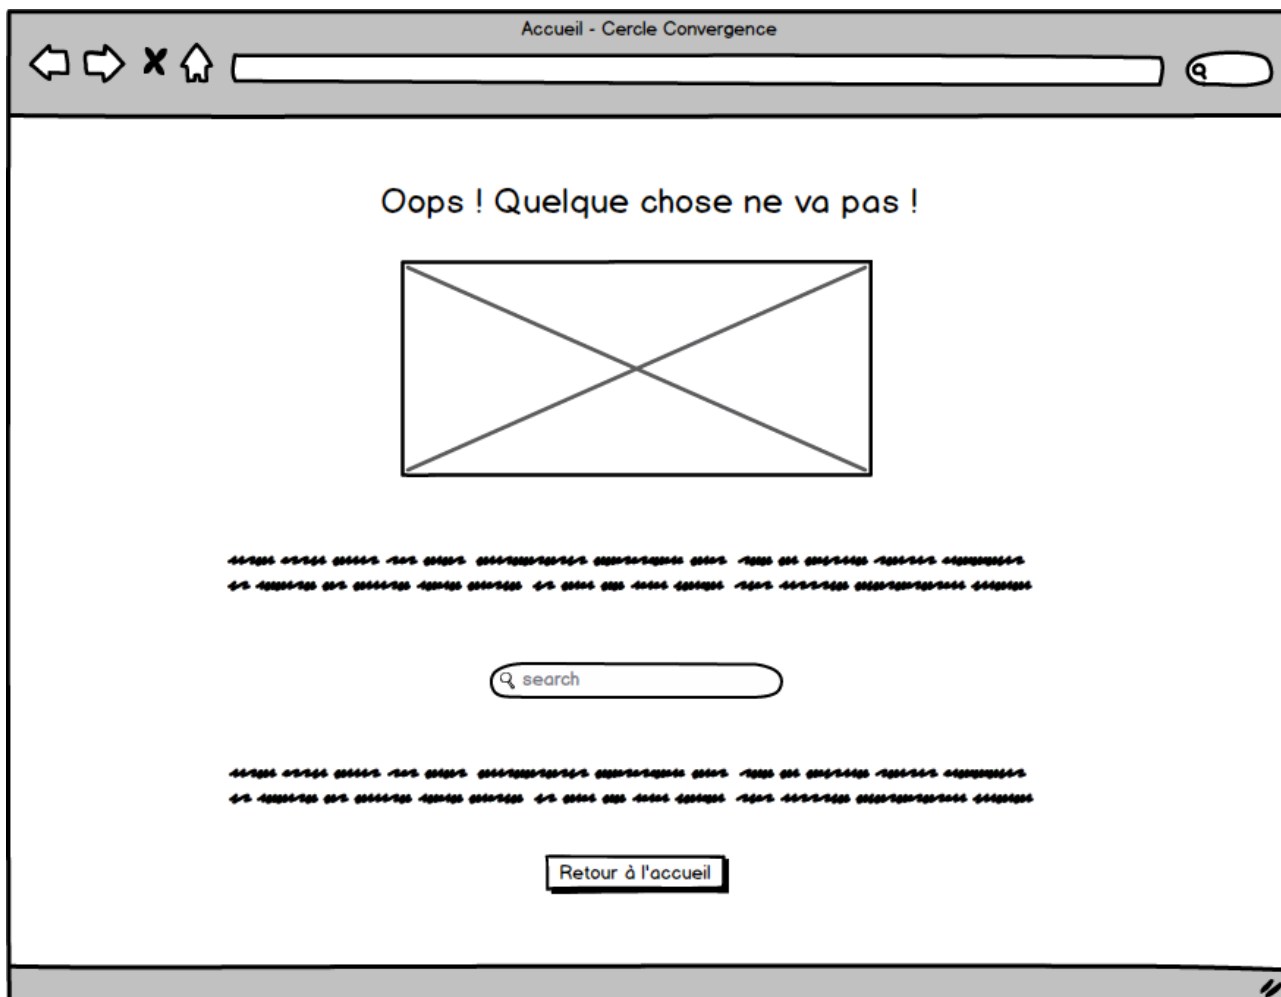 Accueil - Cercle Convergence
Oops ! Quelque chose ne va pas !
search
Retour à l'accueil